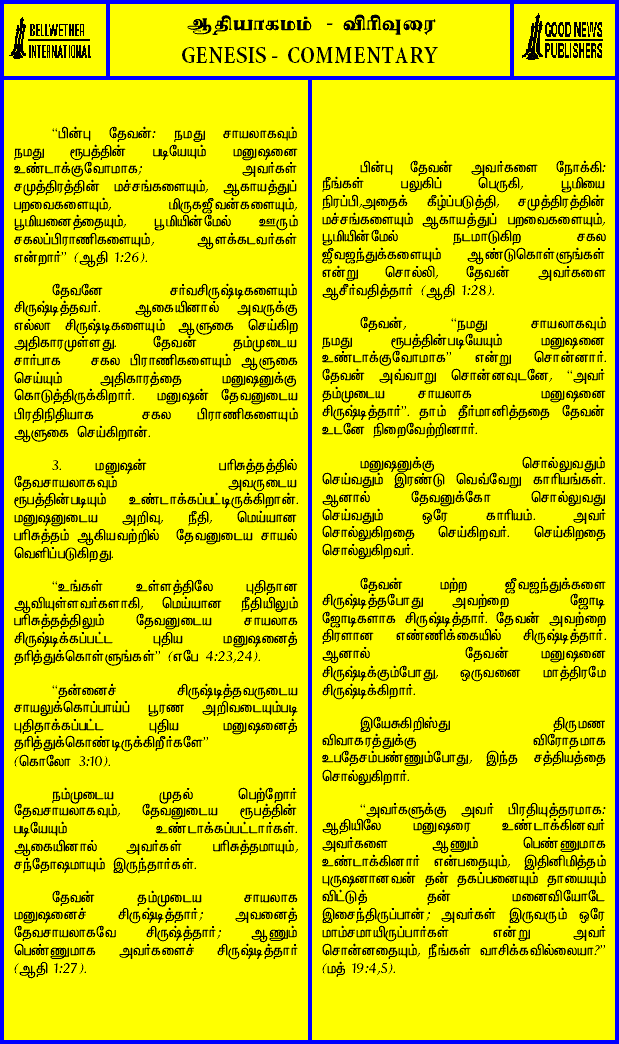 BELLWETHER
INTERNATIONAL
ஆதியாகமம் - விரிவுரை
GENESIS - COMMENTARY
GOOD NEWS
PUBLISHERS
“பின்பு தேவன்: நமது சாயலாகவும்
நமது ரூபத்தின் படியேயும் மனுஷனை
உண்டாக்குவோமாக; அவர்கள்
சமுத்திரத்தின் மச்சங்களையும், ஆகாயத்துப்
பறவைகளையும், மிருகஜீவன்களையும்,
பூமியனைத்தையும், பூமியின்மேல் ஊரும்
சகலப்பிராணிகளையும், ஆளக்கடவர்கள்
என்றார்” (ஆதி 1:26).
தேவனே சர்வசிருஷ்டிகளையும்
சிருஷ்டித்தவர். ஆகையினால் அவருக்கு
எல்லா சிருஷ்டிகளையும் ஆளுகை செய்கிற
அதிகாரமுள்ளது. தேவன் தம்முடைய
சார்பாக சகல பிராணிகளையும் ஆளுகை
செய்யும் அதிகாரத்தை மனுஷனுக்கு
கொடுத்திருக்கிறார். மனுஷன் தேவனுடைய
பிரதிநிதியாக சகல பிராணிகளையும்
ஆளுகை செய்கிறான்.
3. மனுஷன் பரிசுத்தத்தில்
தேவசாயலாகவும் அவருடைய
ரூபத்தின்படியும் உண்டாக்கப்பட்டிருக்கிறான்.
மனுஷனுடைய அறிவு, நீதி, மெய்யான
பரிசுத்தம் ஆகியவற்றில் தேவனுடைய சாயல்
வெளிப்படுகிறது.
“உங்கள் உள்ளத்திலே புதிதான
ஆவியுள்ளவர்களாகி, மெய்யான நீதியிலும்
பரிசுத்தத்திலும் தேவனுடைய சாயலாக
சிருஷ்டிக்கப்பட்ட புதிய மனுஷனைத்
தரித்துக்கொள்ளுங்கள்” (எபே 4:23,24).
“தன்னைச் சிருஷ்டித்தவருடைய
சாயலுக்கொப்பாய்ப் பூரண அறிவடையும்படி
புதிதாக்கப்பட்ட புதிய மனுஷனைத்
தரித்துக்கொண்டிருக்கிறீர்களே”
(கொலோ 3:10).
நம்முடைய முதல் பெற்றோர்
தேவசாயலாகவும், தேவனுடைய ரூபத்தின்
படியேயும் உண்டாக்கப்பட்டார்கள்.
ஆகையினால் அவர்கள் பரிசுத்தமாயும்,
சந்தோஷமாயும் இருந்தார்கள்.
தேவன் தம்முடைய சாயலாக
மனுஷனைச் சிருஷ்டித்தார்; அவனைத்
தேவசாயலாகவே சிருஷ்த்தார்; ஆணும்
பெண்ணுமாக அவர்களைச் சிருஷ்டித்தார்
(ஆதி 1:27).
பின்பு தேவன் அவர்களை நோக்கி:
நீங்கள் பலுகிப் பெருகி, பூமியை
நிரப்பி,அதைக் கீழ்ப்படுத்தி, சமுத்திரத்தின்
மச்சங்களையும் ஆகாயத்துப் பறவைகளையும்,
பூமியின்மேல் நடமாடுகிற சகல
ஜீவஜந்துக்களையும் ஆண்டுகொள்ளுங்கள்
என்று சொல்லி, தேவன் அவர்களை
ஆசீர்வதித்தார் (ஆதி 1:28).
தேவன், “நமது சாயலாகவும்
நமது ரூபத்தின்படியேயும் மனுஷனை
உண்டாக்குவோமாக” என்று சொன்னார்.
தேவன் அவ்வாறு சொன்னவுடனே, “அவர்
தம்முடைய சாயலாக மனுஷனை
சிருஷ்டித்தார்”. தாம் தீர்மானித்ததை தேவன்
உடனே நிறைவேற்றினார்.
மனுஷனுக்கு சொல்லுவதும்
செய்வதும் இரண்டு வெவ்வேறு காரியங்கள்.
ஆனால் தேவனுக்கோ சொல்லுவது
செய்வதும் ஒரே காரியம். அவர்
சொல்லுகிறதை செய்கிறவர். செய்கிறதை
சொல்லுகிறவர்.
தேவன் மற்ற ஜீவஜந்துக்களை
சிருஷ்டித்தபோது அவற்றை ஜோடி
ஜோடிகளாக சிருஷ்டித்தார். தேவன் அவற்றை
திரளான எண்ணிக்கையில் சிருஷ்டித்தார்.
ஆனால் தேவன் மனுஷனை
சிருஷ்டிக்கும்போது, ஒருவனை மாத்திரமே
சிருஷ்டிக்கிறார்.
இயேசுகிறிஸ்து திருமண
விவாகரத்துக்கு விரோதமாக
உபதேசம்பண்ணும்போது, இந்த சத்தியத்தை
சொல்லுகிறார்.
“அவர்களுக்கு அவர் பிரதியுத்தரமாக:
ஆதியிலே மனுஷரை உண்டாக்கினவர்
அவர்களை ஆணும் பெண்ணுமாக
உண்டாக்கினார் என்பதையும், இதினிமித்தம்
புருஷனானவன் தன் தகப்பனையும் தாயையும்
விட்டுத் தன் மனைவியோடே
இசைந்திருப்பான்; அவர்கள் இருவரும் ஒரே
மாம்சமாயிருப்பார்கள் என்று அவர்
சொன்னதையும், நீங்கள் வாசிக்கவில்லையா?”
(மத் 19:4,5).